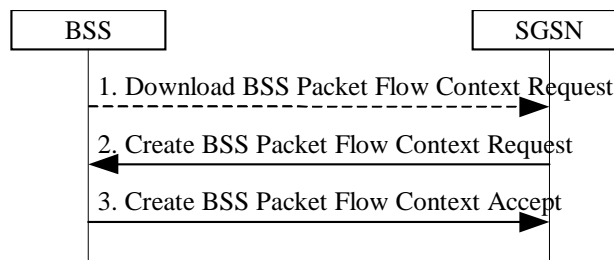 BSS
SGSN
1. Download BSS Packet Flow Context Request
2. Create BSS Packet Flow Context Request
3. Create BSS Packet Flow Context Accept